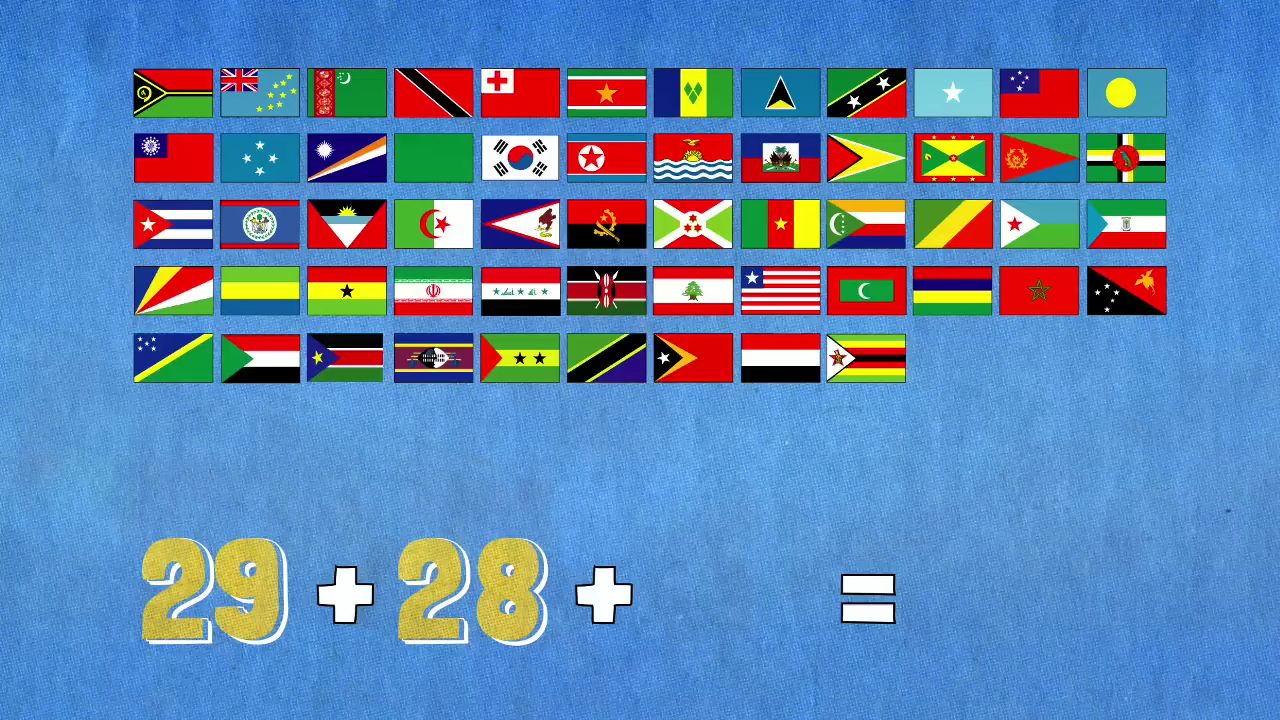 29 + 28 + =